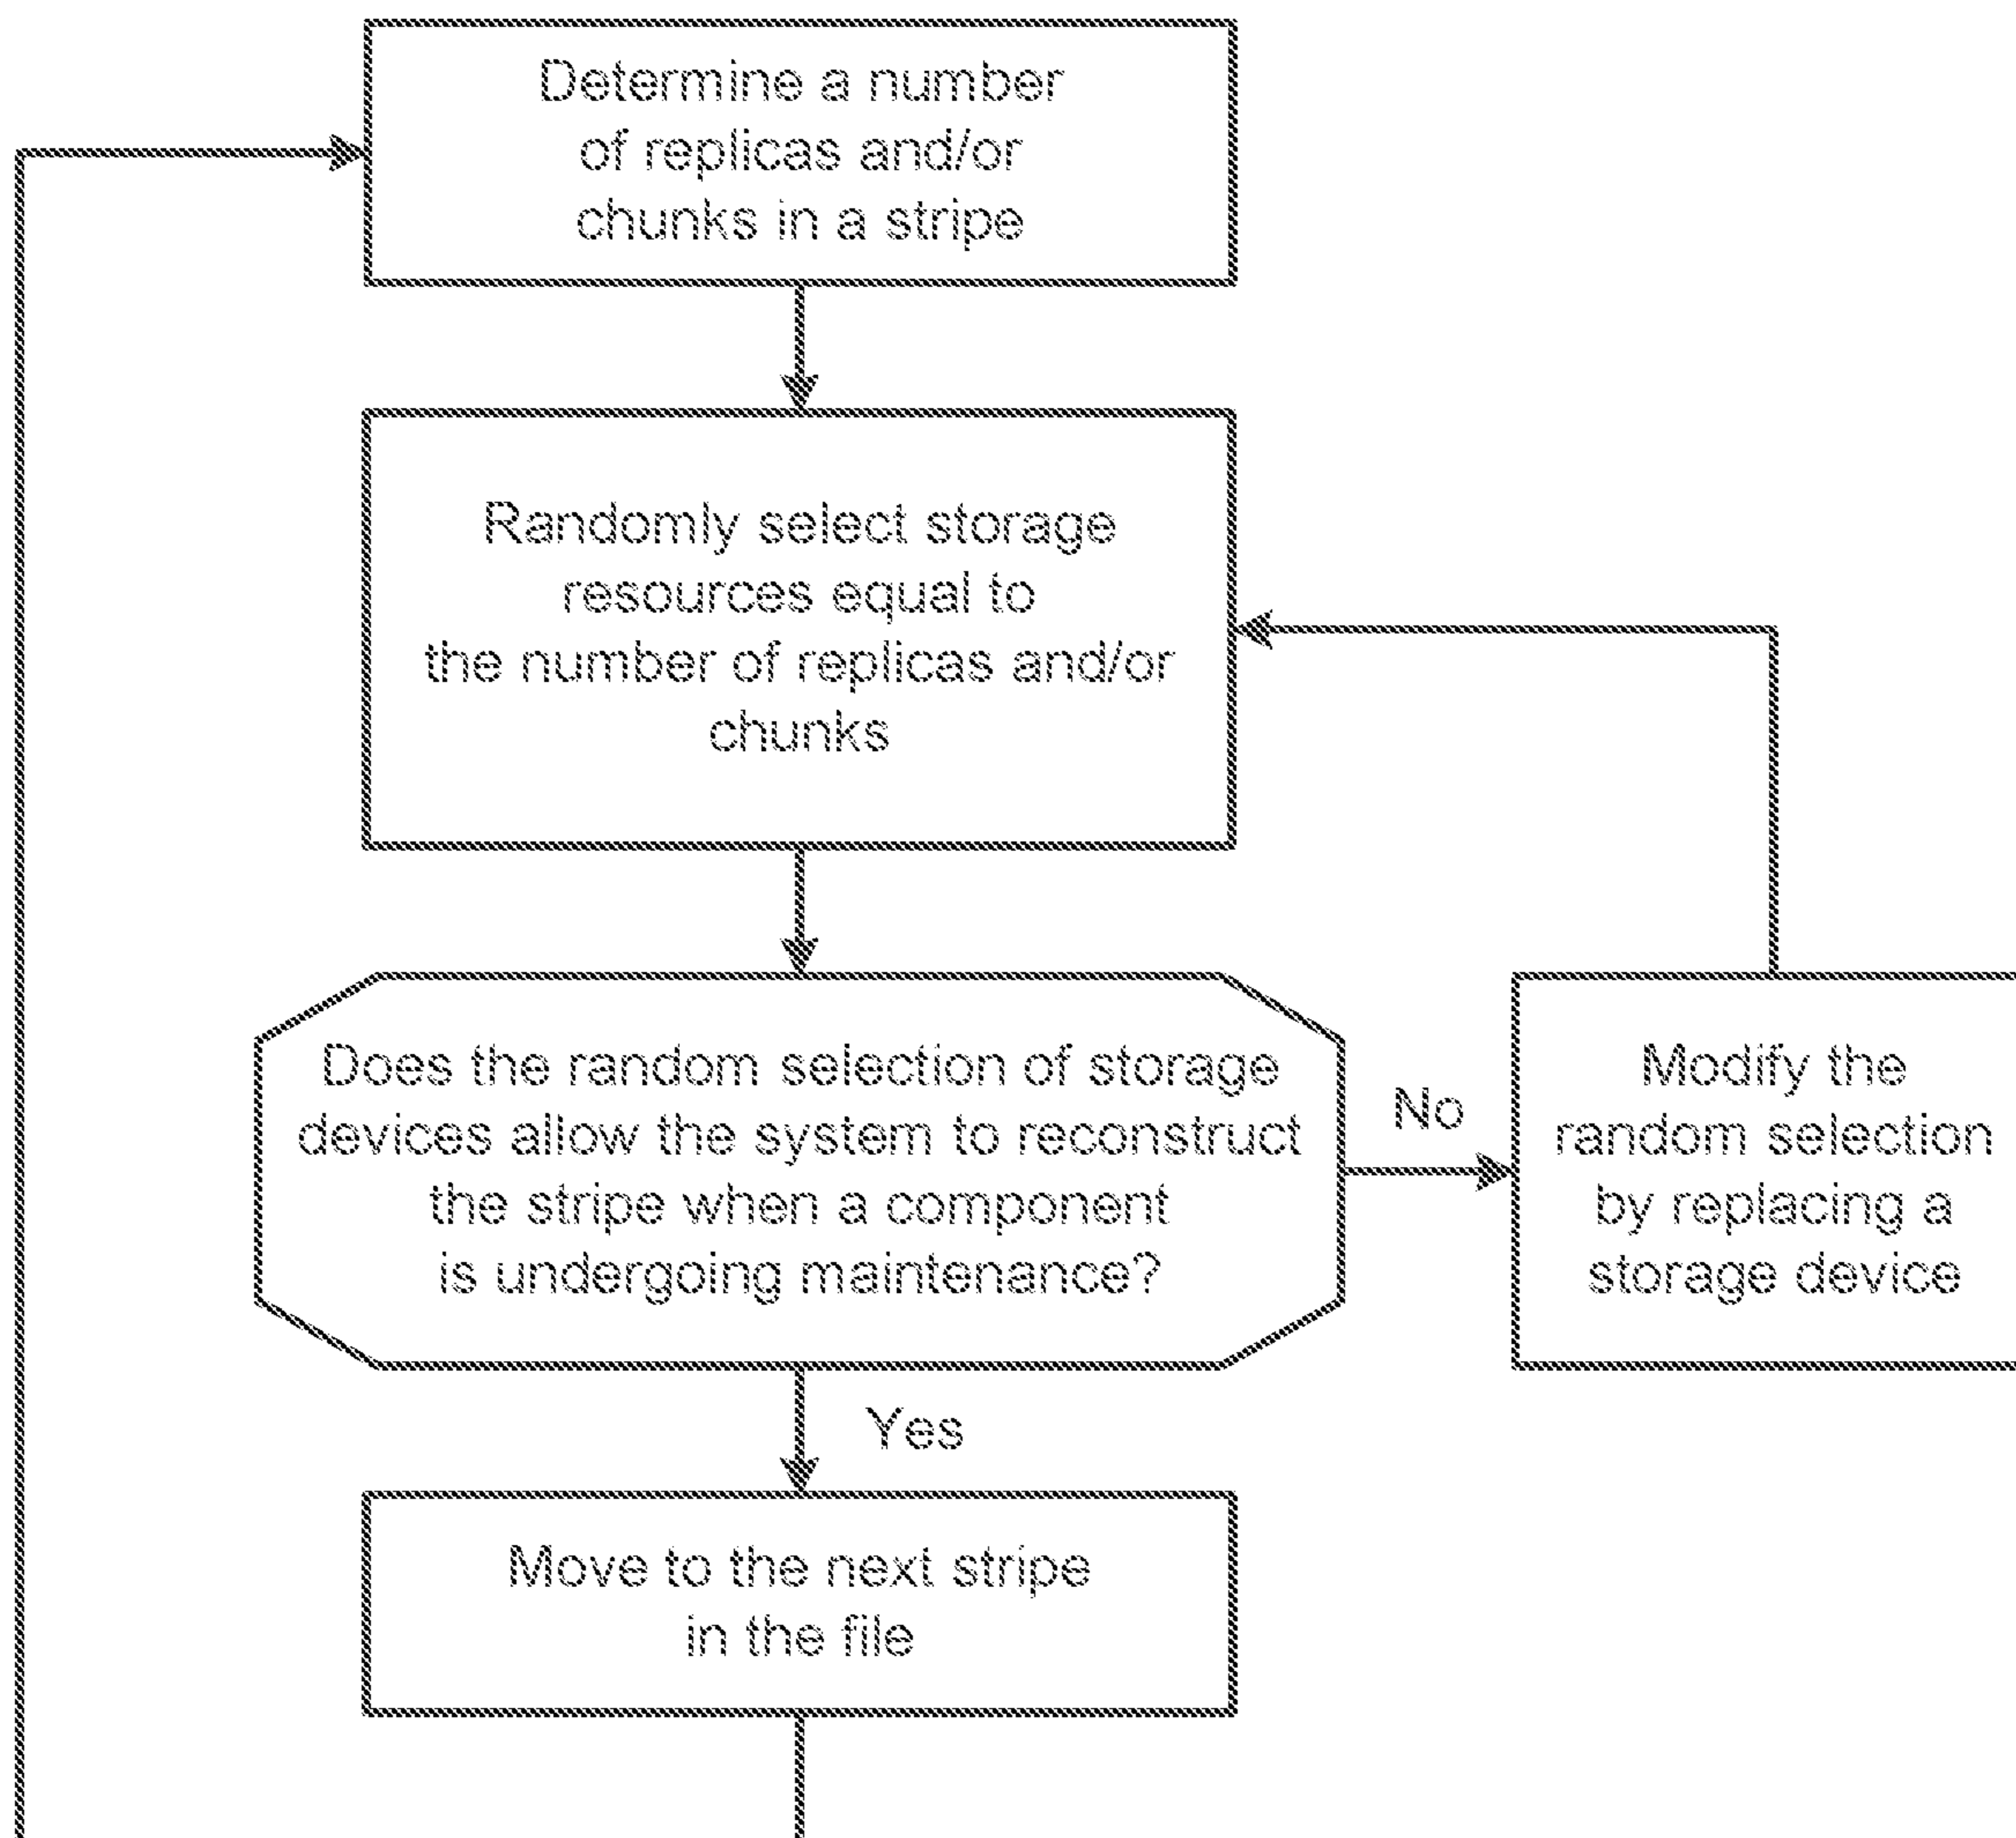 Determine a number
of replicas and/or
chunks in a stripe
Randomly select storage
resources equal to
the number of replicas and/or
chunks
Does the random selection of storage
devices allow the system to reconstruct
the stripe when a component
is undergoing maintenance?
No
Modify the
random selection
by replacing a
storage device
Yes
Move to the next stripe
in the file